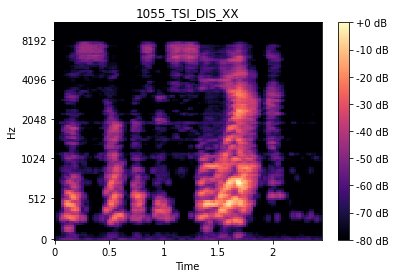 1055_TSI_DIS_XX
Hz
8192
4096
2048
1024
512
0
0
0.5
1
1.5
2
Time
+0 dB
-10 dB
-20 dB
-30 dB
-40 dB
-50 dB
-60 dB
-70 dB
-80 dB